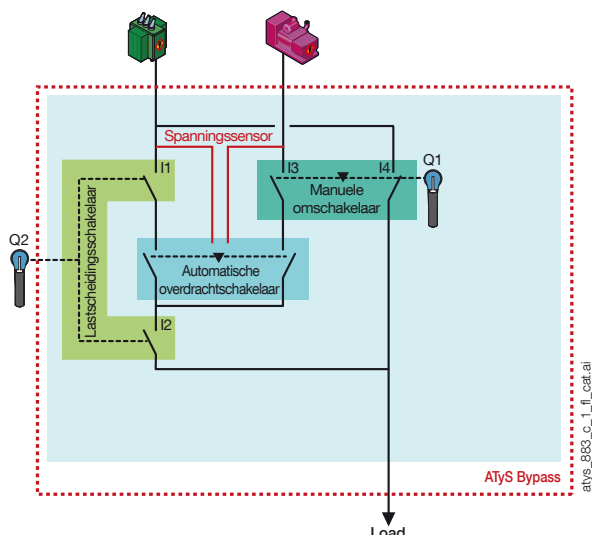 Spanningssensor
I1
I3
I4
Q1
Manuele
omschakelaar
Q2
Lastscheidingsschakelaar
Automatische
overdrachtschakelaar
I2
ATyS Bypass
atys_883_c_1_fl_cat.ai
Load